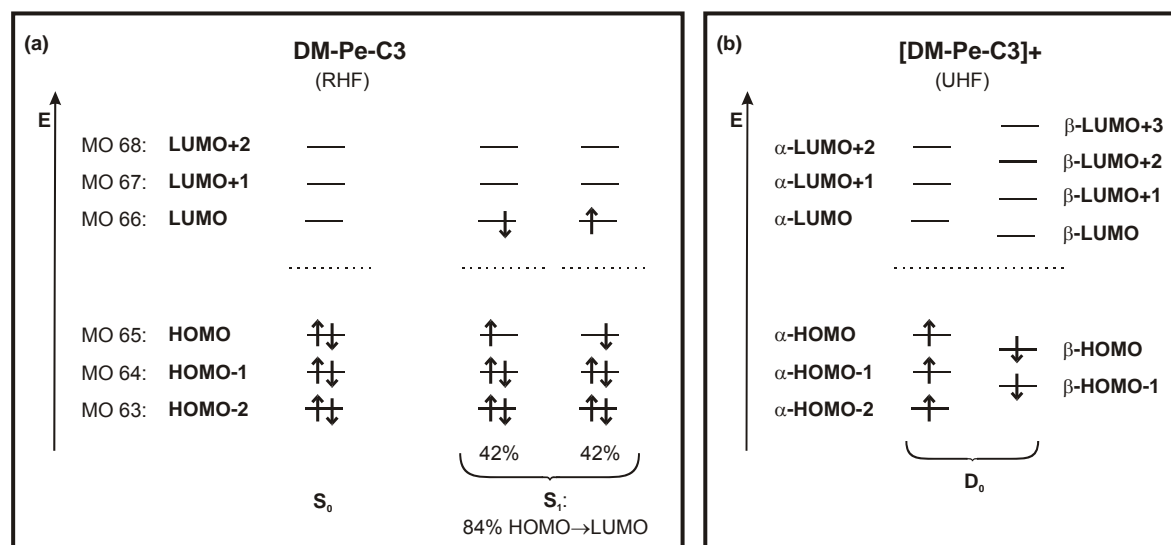 (a)
DM-Pe-C3
(RHF)
E
MO 68: LUMO+2
MO 67: LUMO+1
MO 66: LUMO
MO 65: HOMO
MO 64: HOMO-1
MO 63: HOMO-2
42% 42%
S₀ S₁:
84% HOMO→LUMO
(b)
[DM-Pe-C3]+
(UHF)
E
β-LUMO+3
α-LUMO+2
β-LUMO+2
α-LUMO+1
β-LUMO+1
α-LUMO
β-LUMO
α-HOMO
β-HOMO
α-HOMO-1
β-HOMO-1
α-HOMO-2
D₀